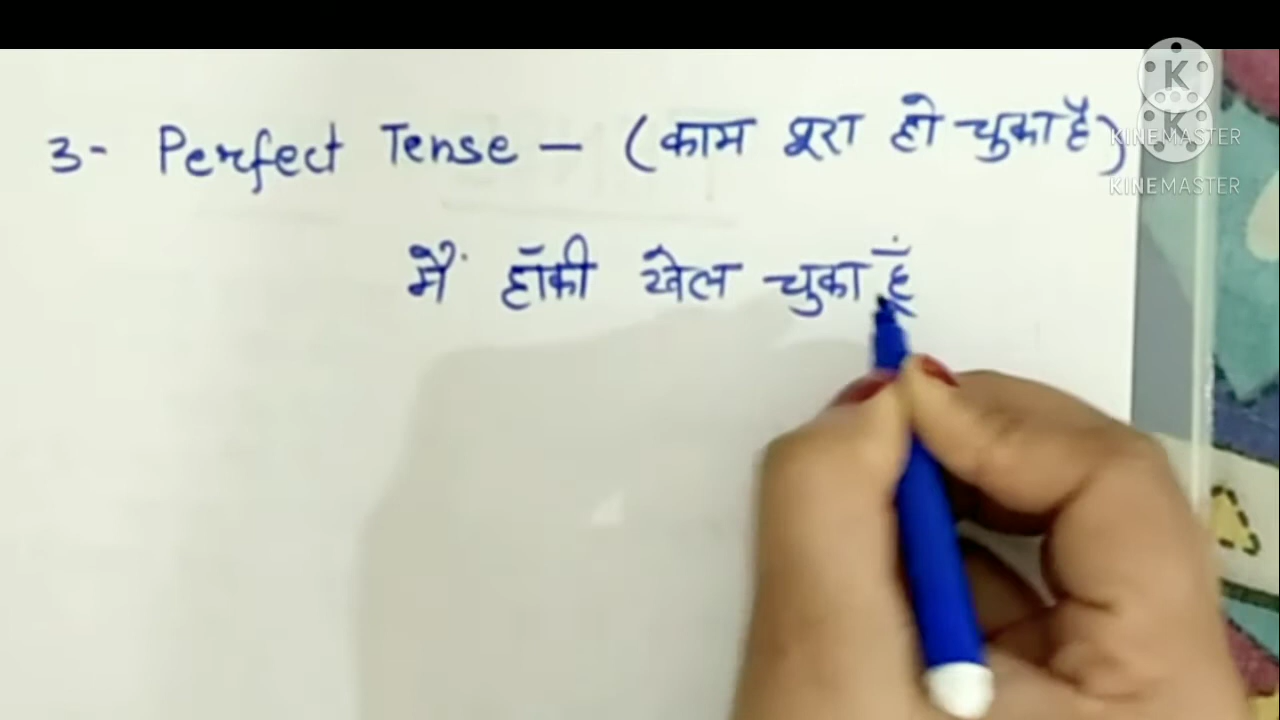 3- Perfect Tense – (काम पूरा हो चुका है)
मैं हॉकी खेल चुका हूं
KINEMASTER
KINEMASTER